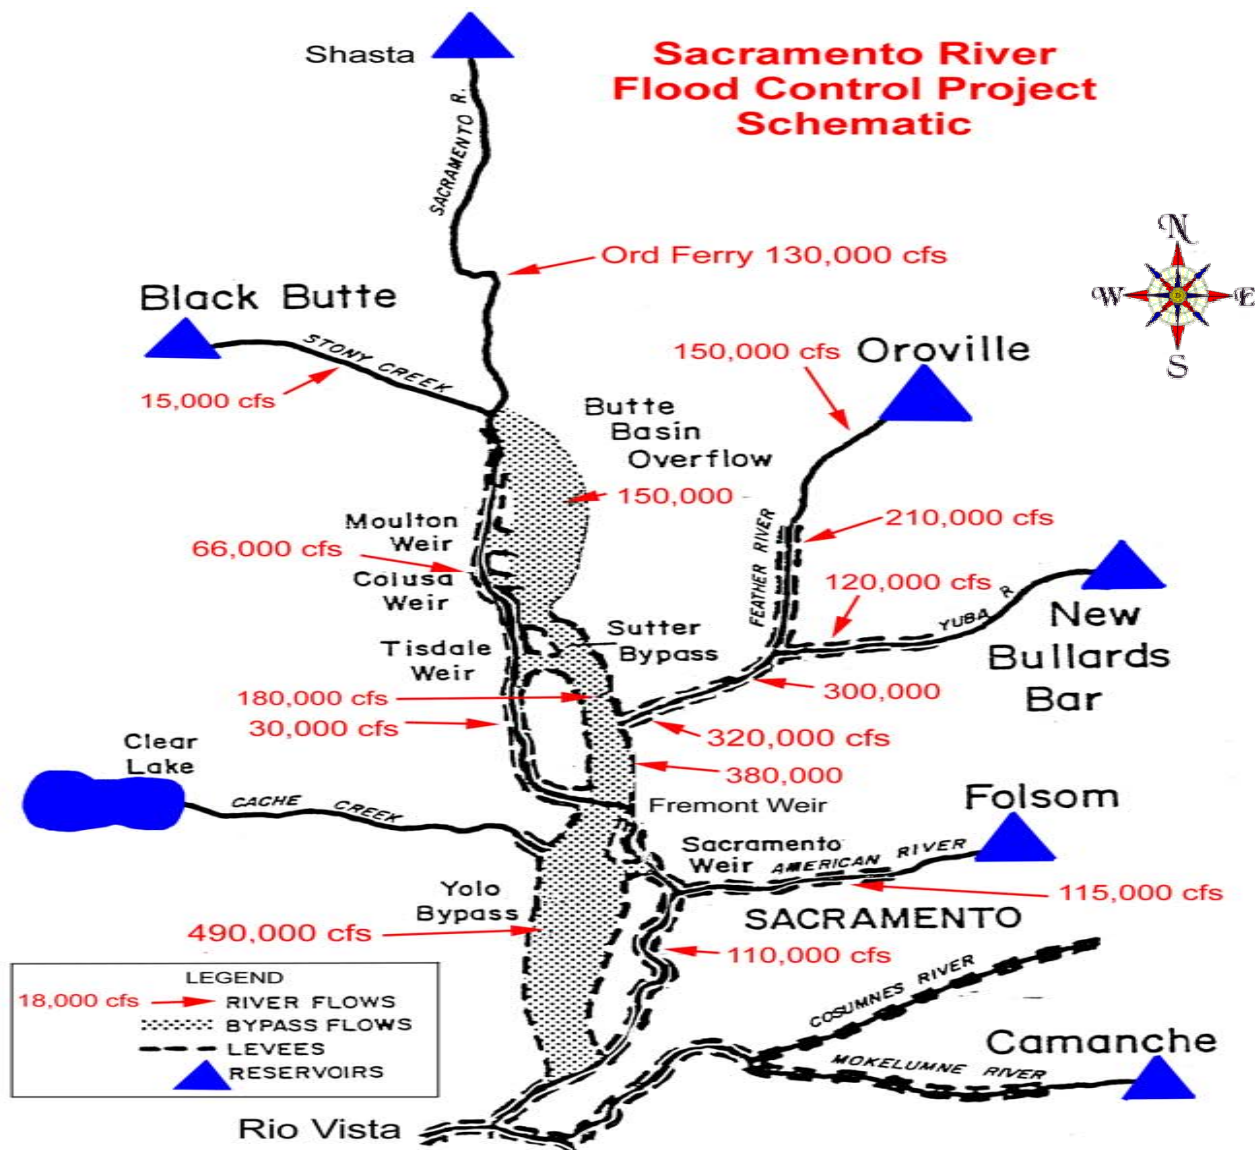 Shasta
Sacramento River
Flood Control Project
Schematic
SACRAMENTO R.
N
W
E
S
Ord Ferry 130,000 cfs
Black Butte
STONY CREEK
15,000 cfs
150,000 cfs
Oroville
Butte
Basin
Overflow
150,000
Moulton
Weir
66,000 cfs
Colusa
Weir
FEATHER RIVER
210,000 cfs
120,000 cfs
YUBA R
New
Bullards
Bar
Tisdale
Weir
Sutter
Bypass
180,000 cfs
30,000 cfs
300,000
320,000 cfs
380,000
Clear
Lake
CACHE CREEK
Fremont Weir
Folsom
Sacramento
Weir
AMERICAN RIVER
115,000 cfs
Yolo
Bypass
490,000 cfs
SACRAMENTO
110,000 cfs
COSUMNES RIVER
Camanche
MOKELUMNE RIVER
LEGEND
18,000 cfs RIVER FLOWS
BYPASS FLOWS
LEVEES
RESERVOIRS
Rio Vista